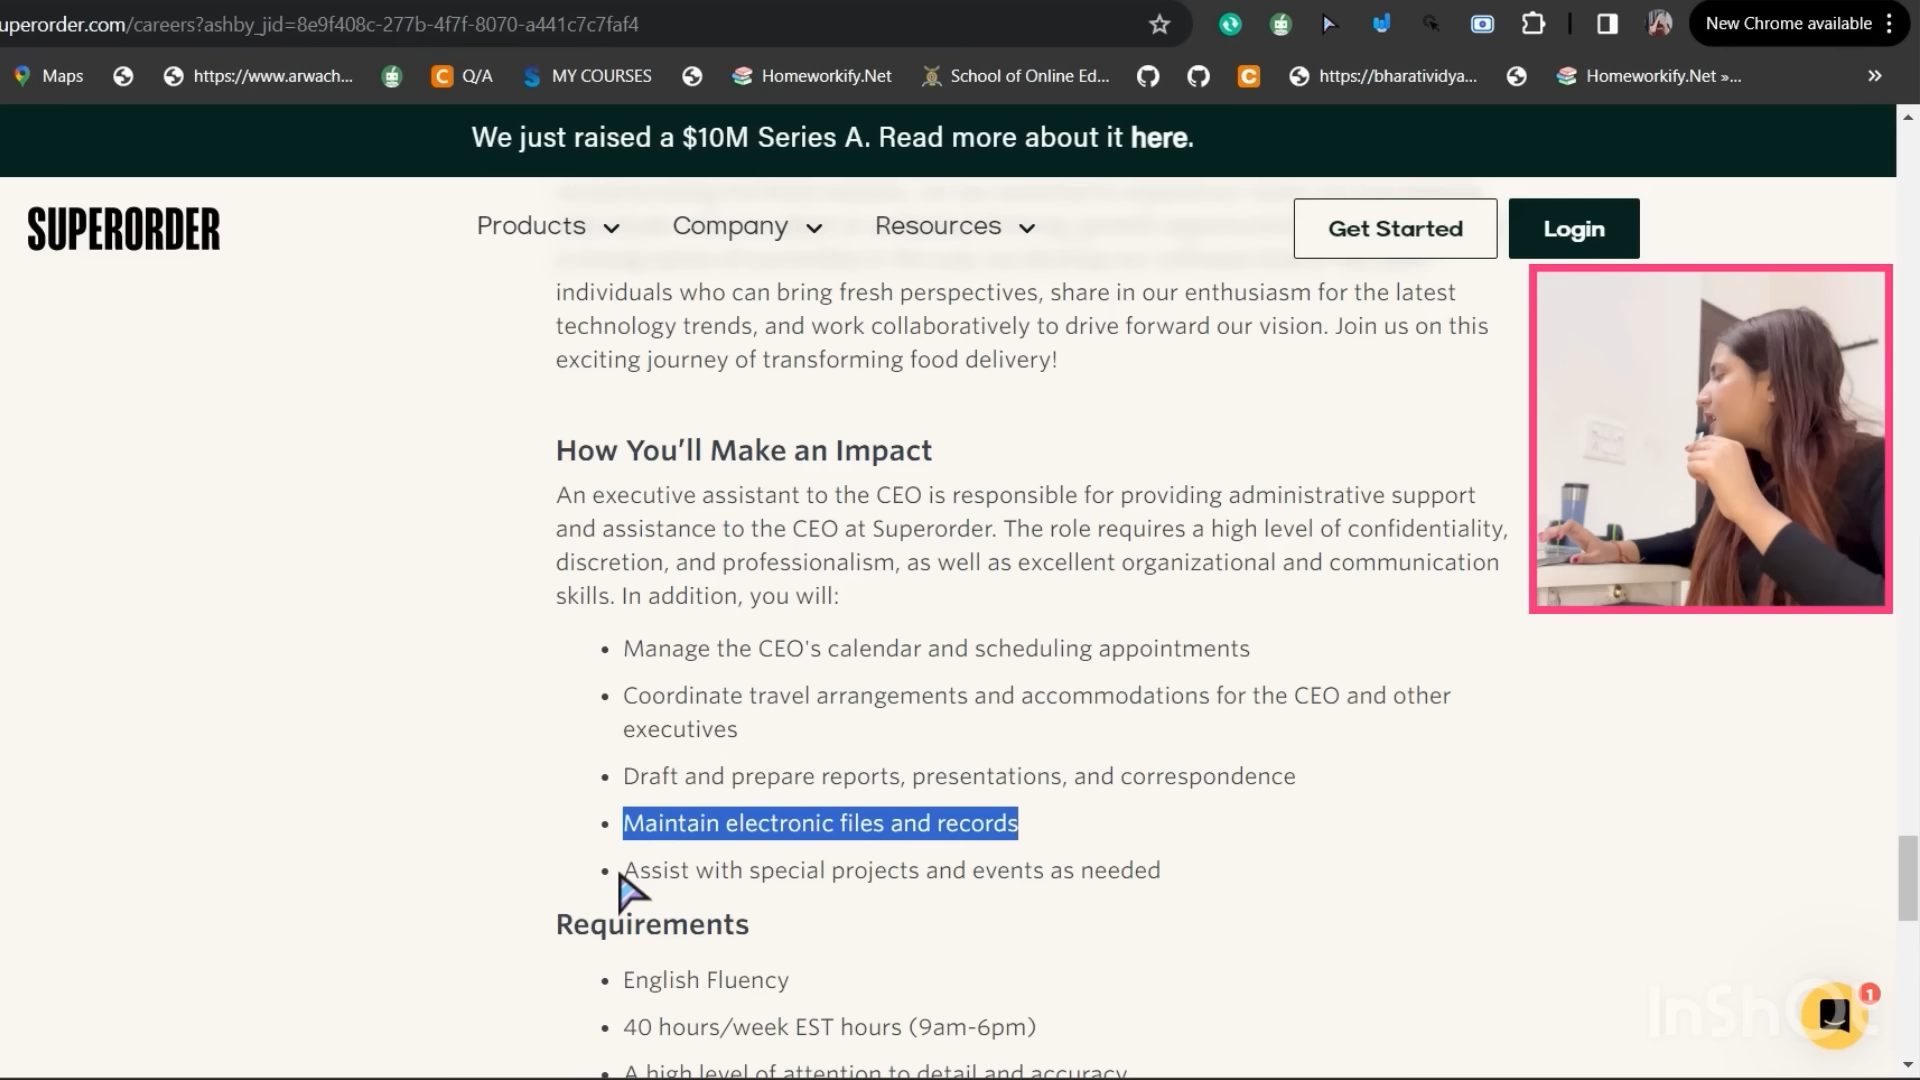 uperorder.com/careers?ashby_jid=8e9f408c-277b-4f7f-8070-a441c7c7faf4
New Chrome available
Maps
https://www.arwach...
Q/A
MY COURSES
Homeworkify.Net
School of Online Ed...
https://bharatividya...
Homeworkify.Net »...
We just raised a $10M Series A. Read more about it here.
SUPERORDER
Products
Company
Resources
Get Started
Login
individuals who can bring fresh perspectives, share in our enthusiasm for the latest
technology trends, and work collaboratively to drive forward our vision. Join us on this
exciting journey of transforming food delivery!
How You’ll Make an Impact
An executive assistant to the CEO is responsible for providing administrative support
and assistance to the CEO at Superorder. The role requires a high level of confidentiality,
discretion, and professionalism, as well as excellent organizational and communication
skills. In addition, you will:
• Manage the CEO's calendar and scheduling appointments
• Coordinate travel arrangements and accommodations for the CEO and other
executives
• Draft and prepare reports, presentations, and correspondence
• Maintain electronic files and records
• Assist with special projects and events as needed
Requirements
• English Fluency
• 40 hours/week EST hours (9am-6pm)
• A high level of attention to detail and accuracy
InShOt
1